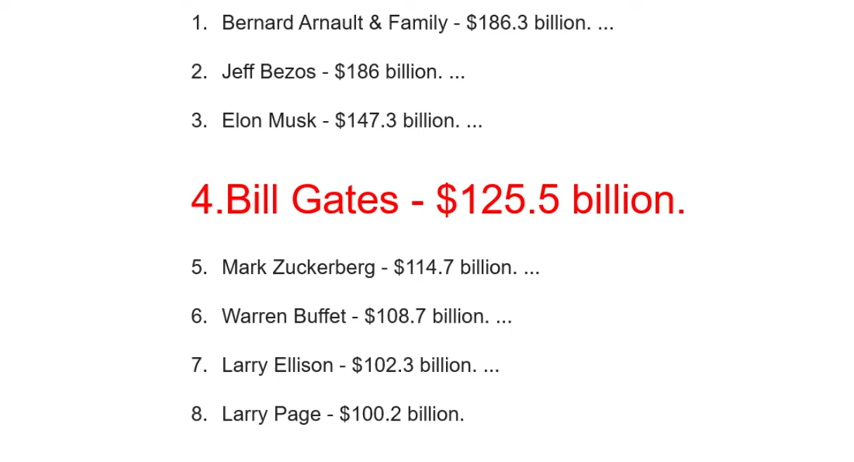 1. Bernard Arnault & Family - $186.3 billion. ...
2. Jeff Bezos - $186 billion. ...
3. Elon Musk - $147.3 billion. ...
4.Bill Gates - $125.5 billion.
5. Mark Zuckerberg - $114.7 billion. ...
6. Warren Buffet - $108.7 billion. ...
7. Larry Ellison - $102.3 billion. ...
8. Larry Page - $100.2 billion.